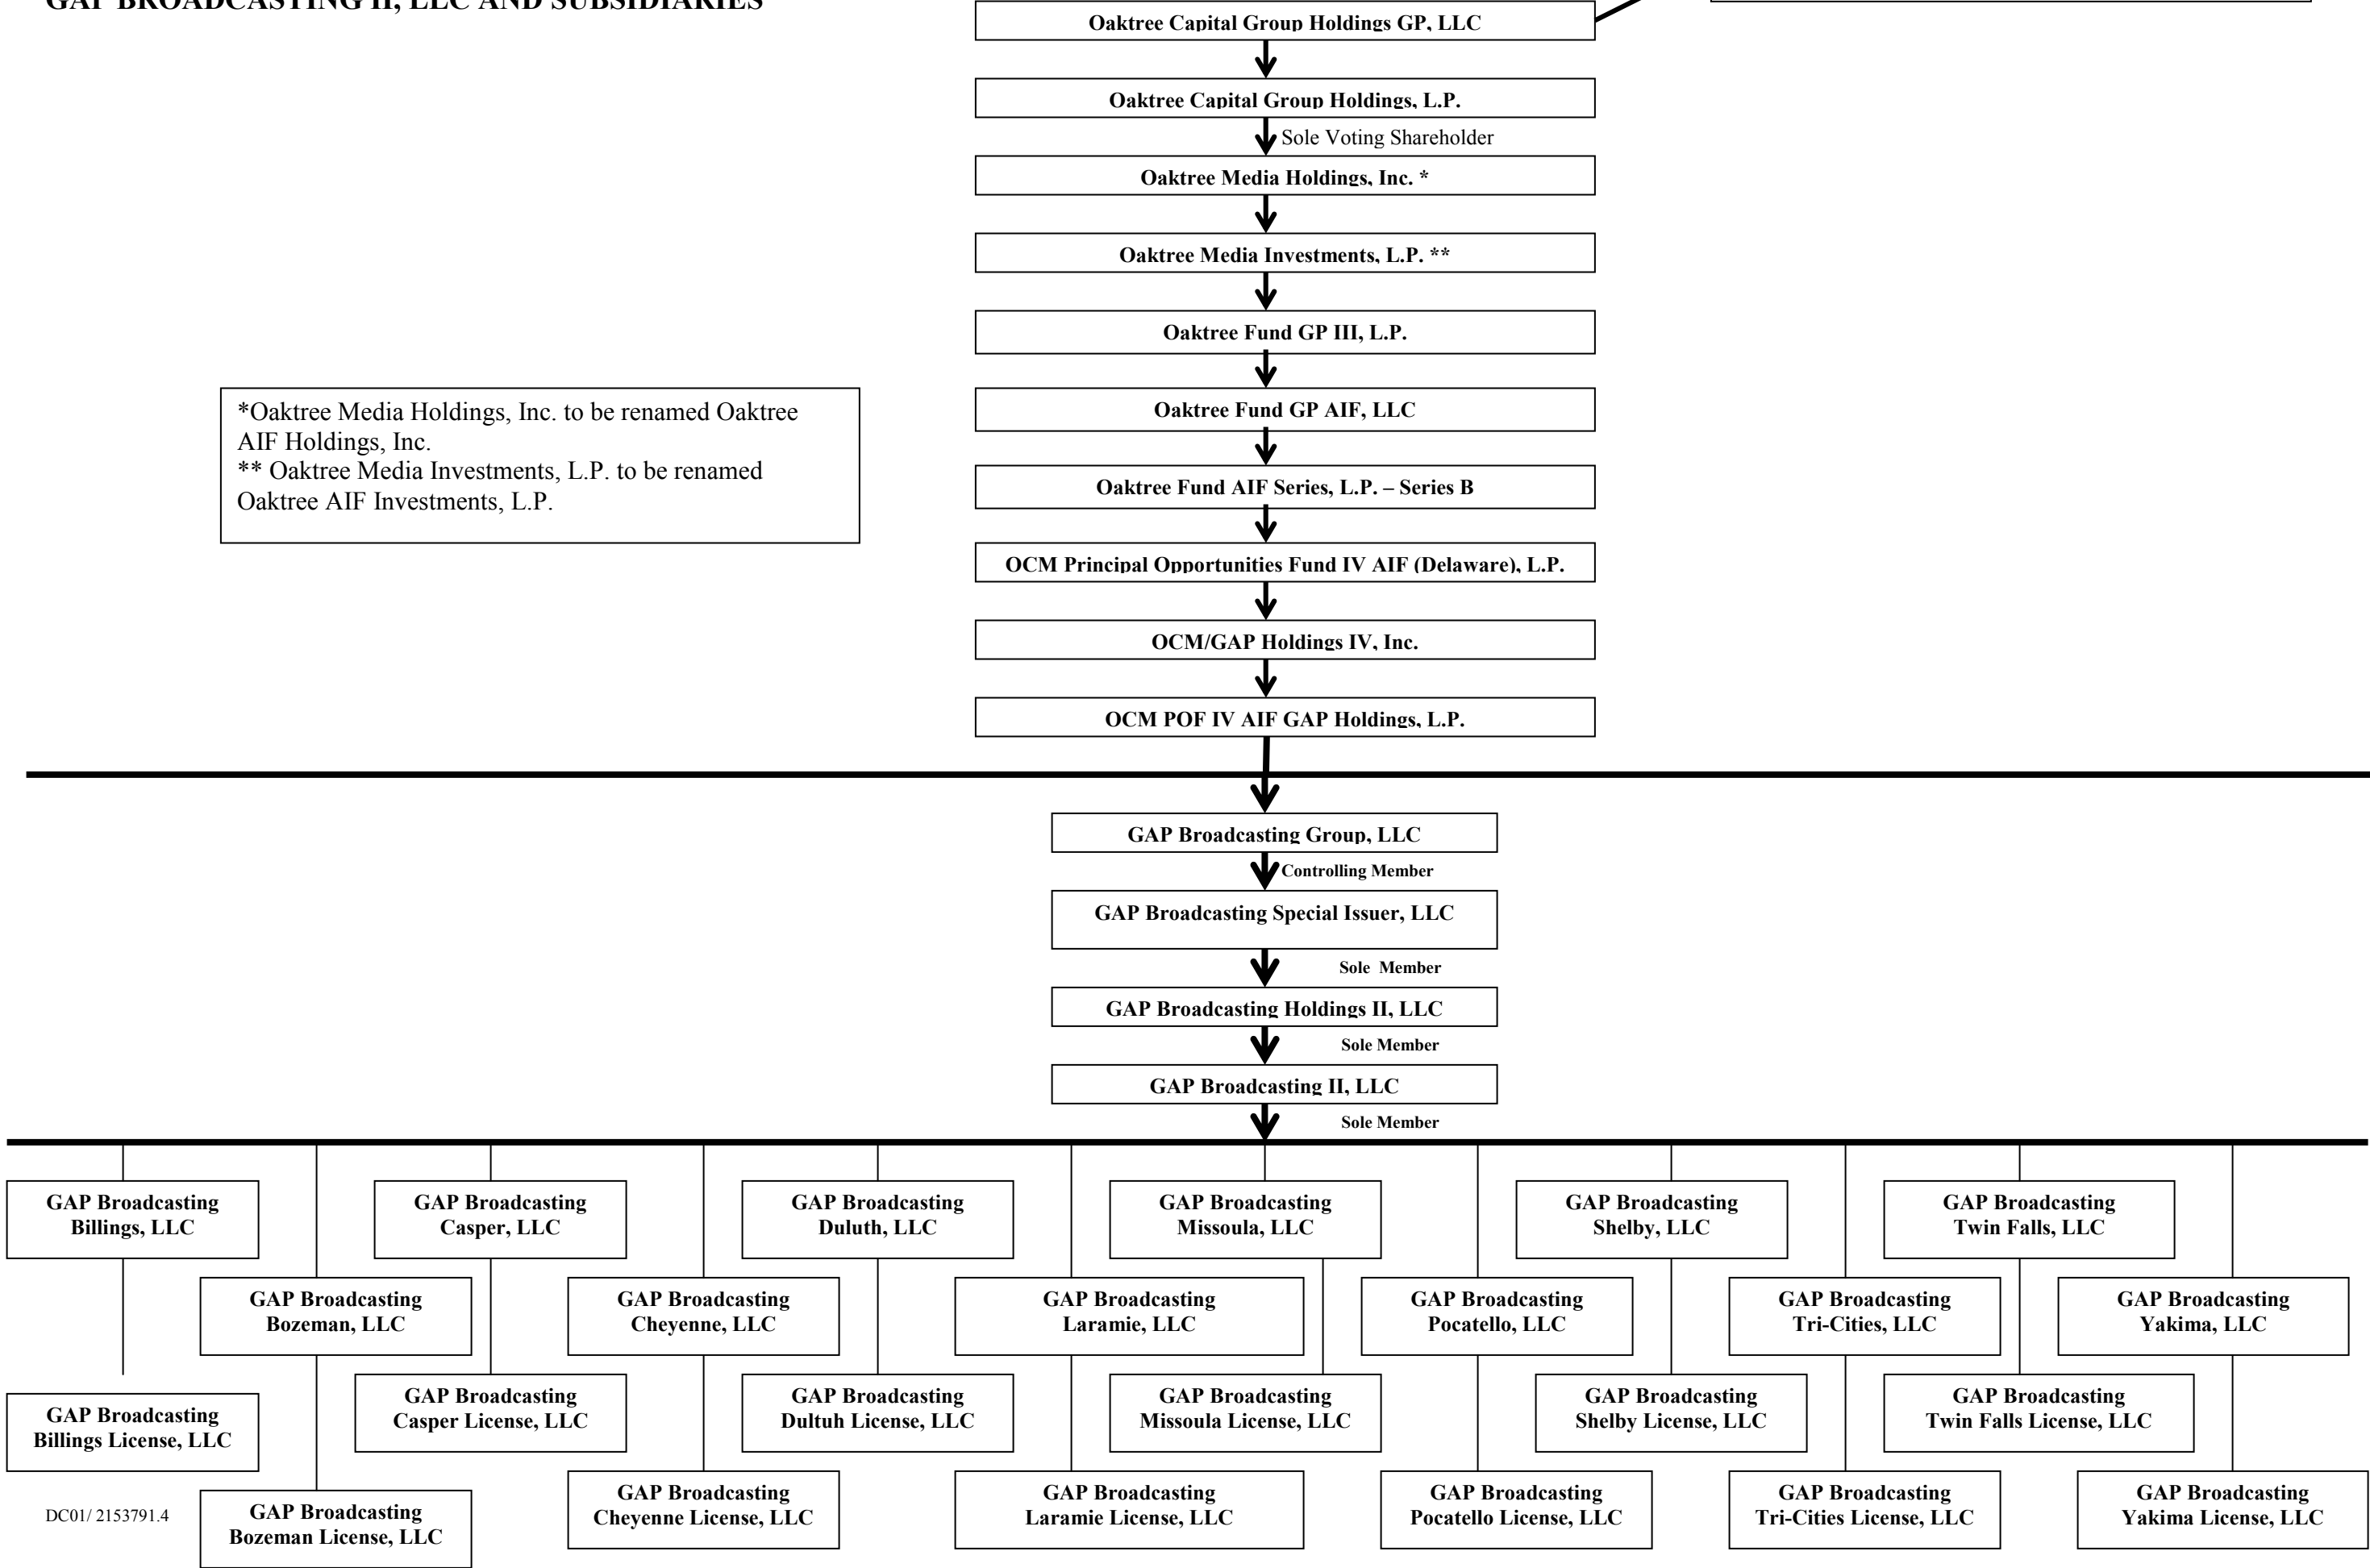 GAP BROADCASTING II, LLC AND SUBSIDIARIES
Oaktree Capital Group Holdings GP, LLC
Oaktree Capital Group Holdings, L.P.
Sole Voting Shareholder
Oaktree Media Holdings, Inc. *
Oaktree Media Investments, L.P. **
Oaktree Fund GP III, L.P.
*Oaktree Media Holdings, Inc. to be renamed Oaktree
AIF Holdings, Inc.
** Oaktree Media Investments, L.P. to be renamed
Oaktree AIF Investments, L.P.
Oaktree Fund GP AIF, LLC
Oaktree Fund AIF Series, L.P. – Series B
OCM Principal Opportunities Fund IV AIF (Delaware), L.P.
OCM/GAP Holdings IV, Inc.
OCM POF IV AIF GAP Holdings, L.P.
GAP Broadcasting Group, LLC
Controlling Member
GAP Broadcasting Special Issuer, LLC
Sole Member
GAP Broadcasting Holdings II, LLC
Sole Member
GAP Broadcasting II, LLC
Sole Member
GAP Broadcasting
Billings, LLC
GAP Broadcasting
Casper, LLC
GAP Broadcasting
Duluth, LLC
GAP Broadcasting
Missoula, LLC
GAP Broadcasting
Shelby, LLC
GAP Broadcasting
Twin Falls, LLC
GAP Broadcasting
Bozeman, LLC
GAP Broadcasting
Cheyenne, LLC
GAP Broadcasting
Laramie, LLC
GAP Broadcasting
Pocatello, LLC
GAP Broadcasting
Tri-Cities, LLC
GAP Broadcasting
Yakima, LLC
GAP Broadcasting
Billings License, LLC
GAP Broadcasting
Casper License, LLC
GAP Broadcasting
Dultuh License, LLC
GAP Broadcasting
Missoula License, LLC
GAP Broadcasting
Shelby License, LLC
GAP Broadcasting
Twin Falls License, LLC
GAP Broadcasting
Bozeman License, LLC
GAP Broadcasting
Cheyenne License, LLC
GAP Broadcasting
Laramie License, LLC
GAP Broadcasting
Pocatello License, LLC
GAP Broadcasting
Tri-Cities License, LLC
GAP Broadcasting
Yakima License, LLC
DC01/ 2153791.4